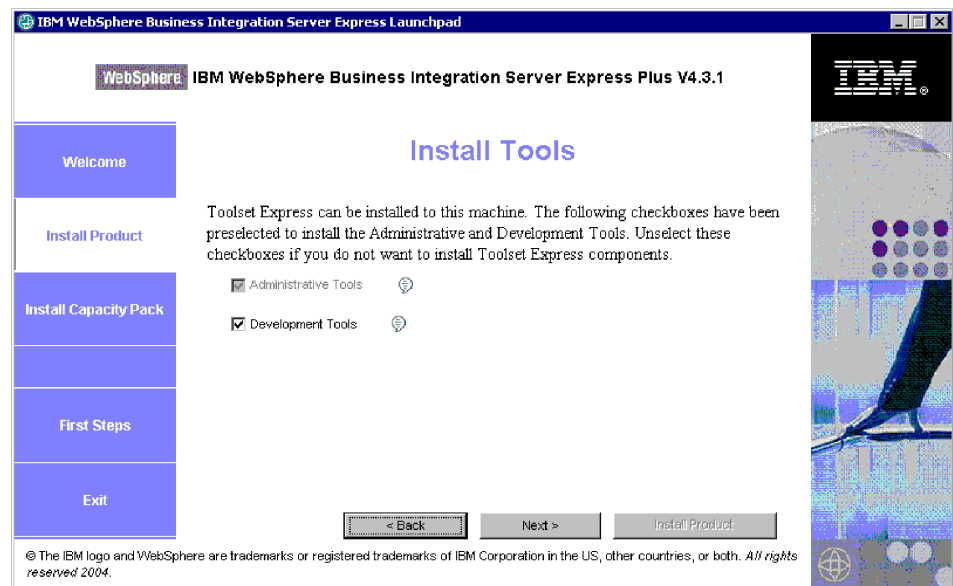 IBM WebSphere Business Integration Server Express Launchpad
WebSphere IBM WebSphere Business Integration Server Express Plus V4.3.1
IBM®
Welcome
Install Product
Install Capacity Pack
First Steps
Exit
Install Tools
Toolset Express can be installed to this machine. The following checkboxes have been
preselected to install the Administrative and Development Tools. Unselect these
checkboxes if you do not want to install Toolset Express components.
Administrative Tools
Development Tools
< Back
Next >
Install Product
© The IBM logo and WebSphere are trademarks or registered trademarks of IBM Corporation in the US, other countries, or both. All rights
reserved 2004.